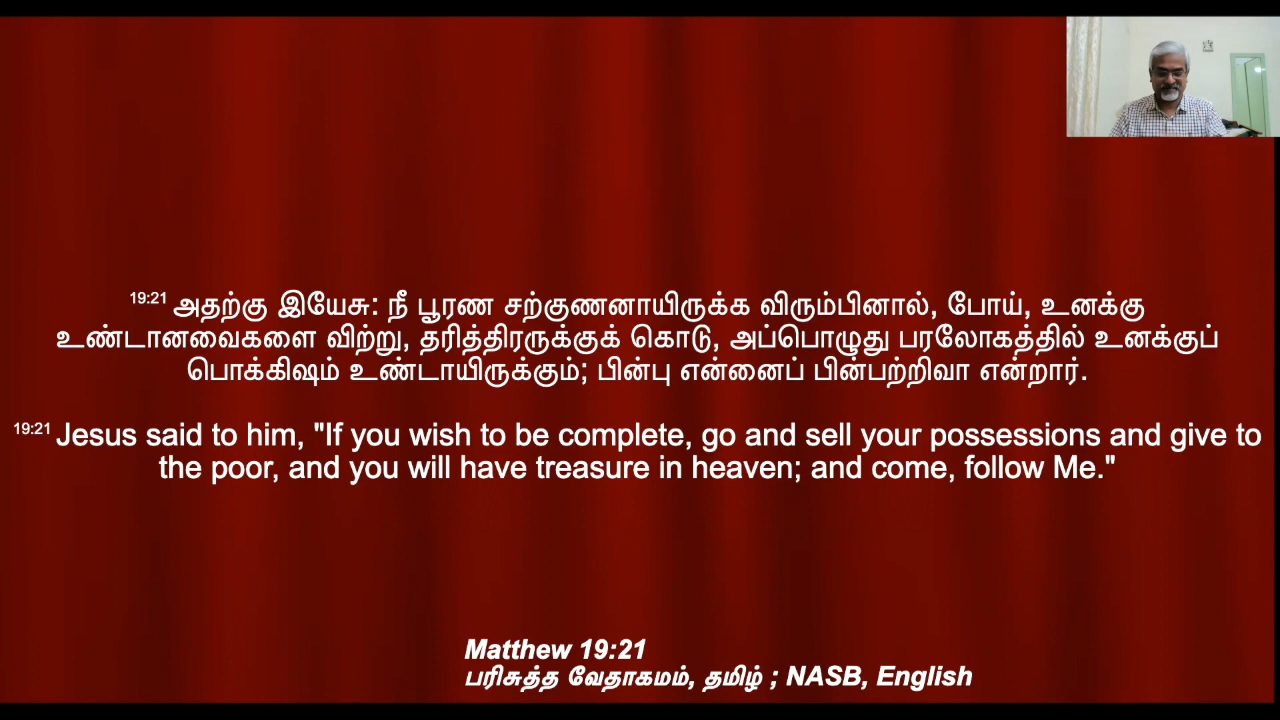 19:21 அதற்கு இயேசு: நீ பூரண சற்குணனாயிருக்க விரும்பினால், போய், உனக்கு
உண்டானவைகளை விற்று, தரித்திரருக்குக் கொடு, அப்பொழுது பரலோகத்தில் உனக்குப்
பொக்கிஷம் உண்டாயிருக்கும்; பின்பு என்னைப் பின்பற்றிவா என்றார்.
19:21 Jesus said to him, "If you wish to be complete, go and sell your possessions and give to
the poor, and you will have treasure in heaven; and come, follow Me."
Matthew 19:21
பரிசுத்த வேதாகமம், தமிழ் ; NASB, English